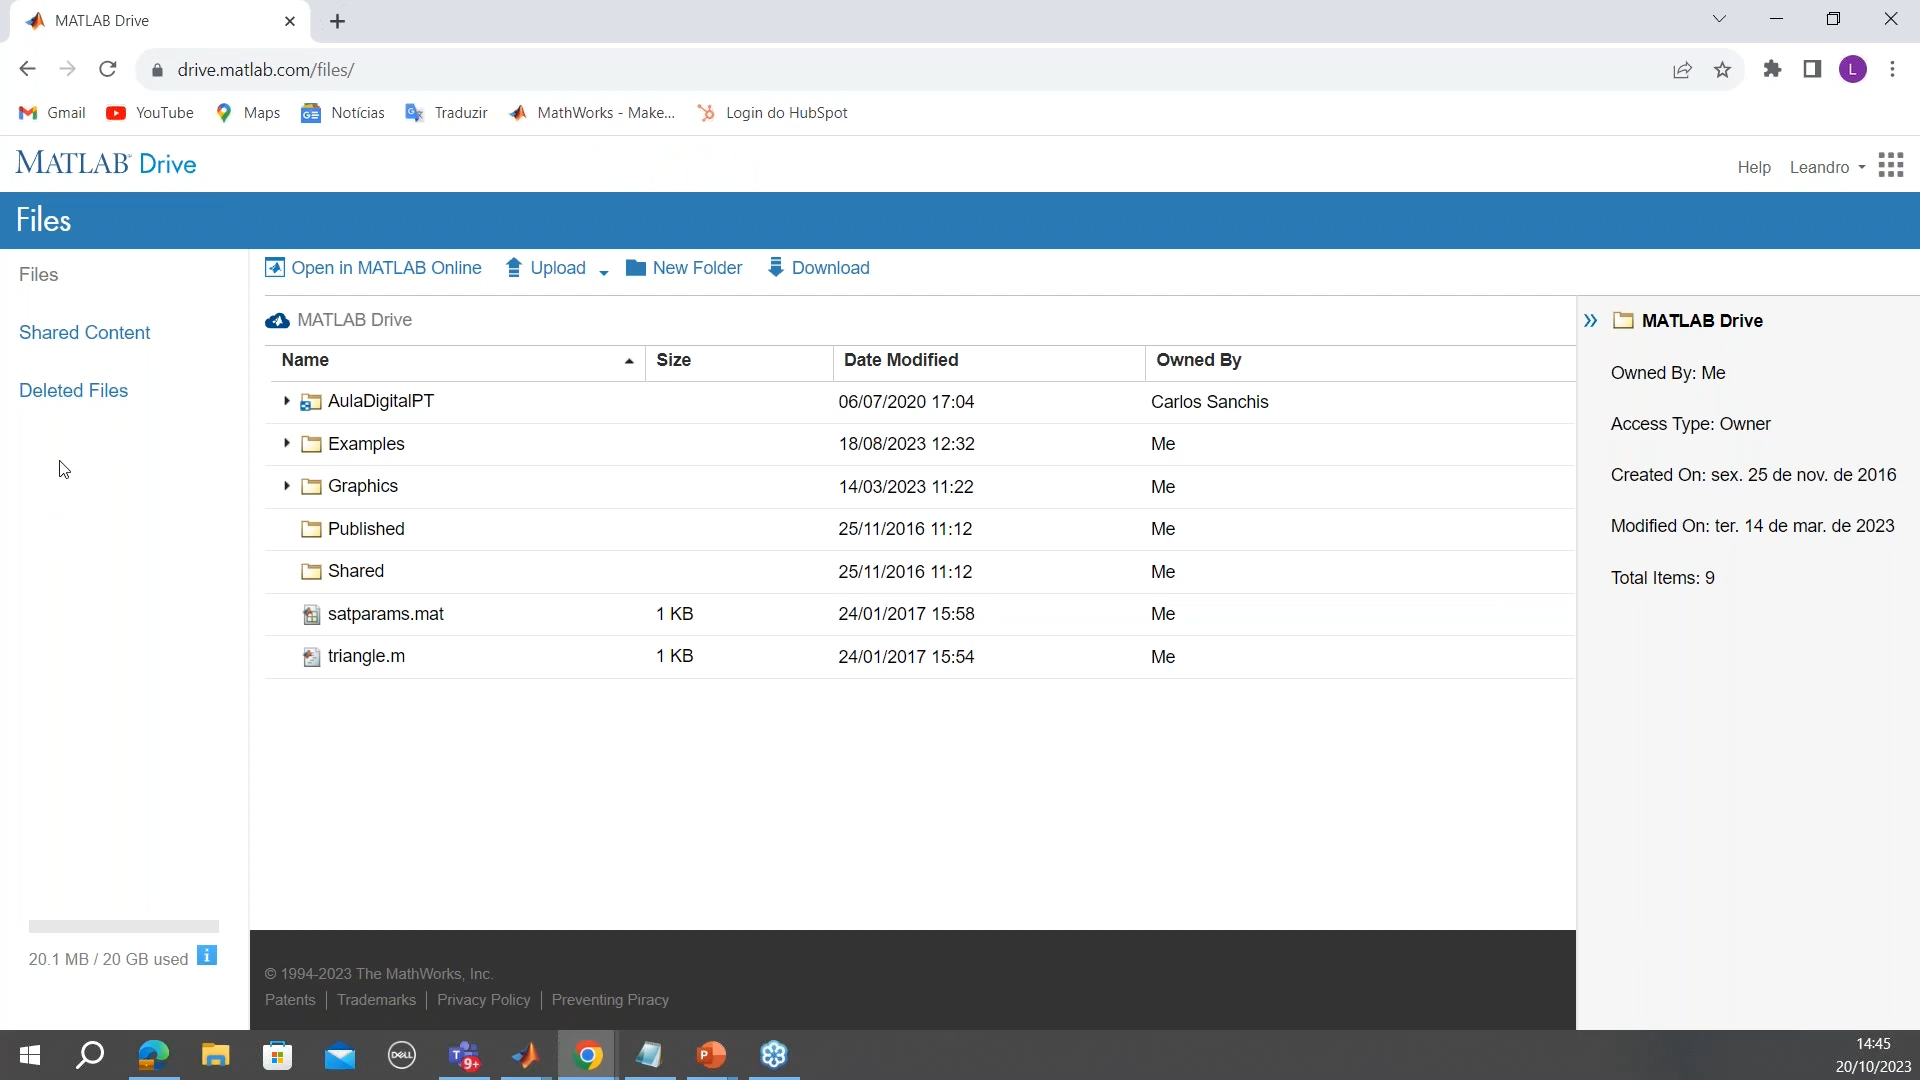 MATLAB Drive
drive.matlab.com/files/
L
Gmail YouTube Maps Notícias Traduzir MathWorks - Make... Login do HubSpot
MATLAB Drive
Help Leandro
Files
Files
Shared Content
Deleted Files
Open in MATLAB Online Upload New Folder Download
MATLAB Drive
Name Size Date Modified Owned By
AulaDigitalPT 06/07/2020 17:04 Carlos Sanchis
Examples 18/08/2023 12:32 Me
Graphics 14/03/2023 11:22 Me
Published 25/11/2016 11:12 Me
Shared 25/11/2016 11:12 Me
satparams.mat 1 KB 24/01/2017 15:58 Me
triangle.m 1 KB 24/01/2017 15:54 Me
MATLAB Drive
Owned By: Me
Access Type: Owner
Created On: sex. 25 de nov. de 2016
Modified On: ter. 14 de mar. de 2023
Total Items: 9
20.1 MB / 20 GB used i
© 1994-2023 The MathWorks, Inc.
Patents | Trademarks | Privacy Policy | Preventing Piracy
DELL
T 9+
P
14:45
20/10/2023